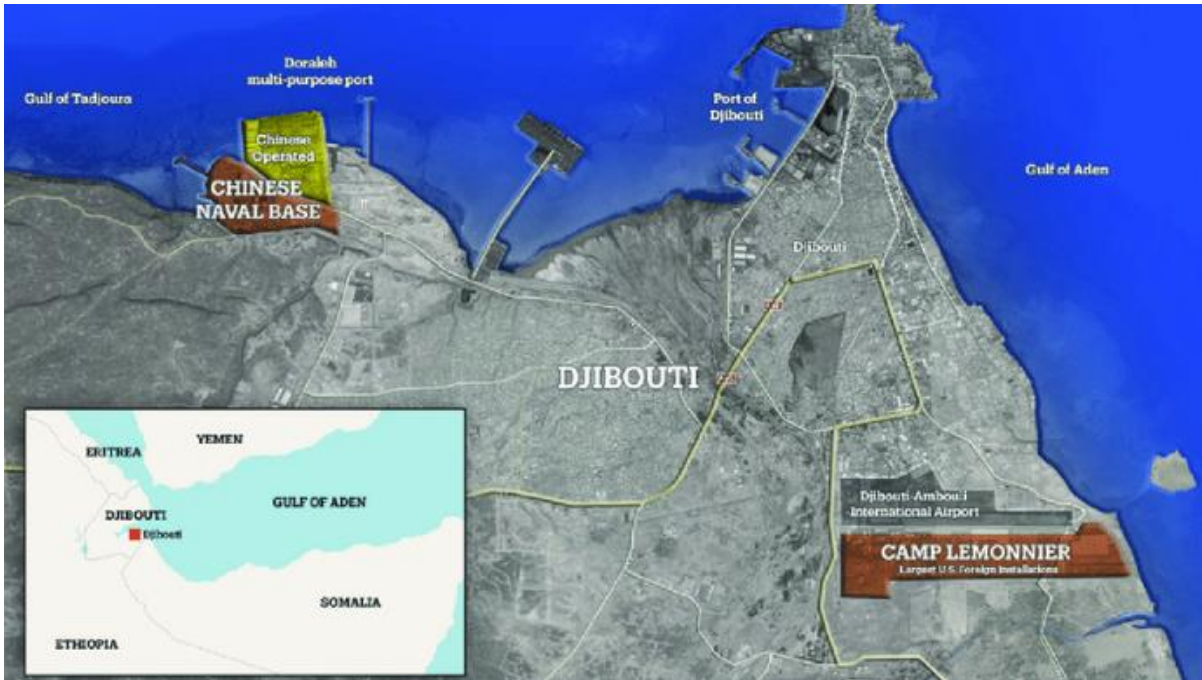 Doraleh
multi-purpose port
Gulf of Tadjoura
Port of
Djibouti
Chinese
Operated
CHINESE
NAVAL BASE
Gulf of Aden
Djibouti
DJIBOUTI
Djibouti-Ambouli
International Airport
CAMP LEMONNIER
Largest U.S. Foreign Installations
YEMEN
ERITREA
GULF OF ADEN
DJIBOUTI
Djibouti
SOMALIA
ETHIOPIA